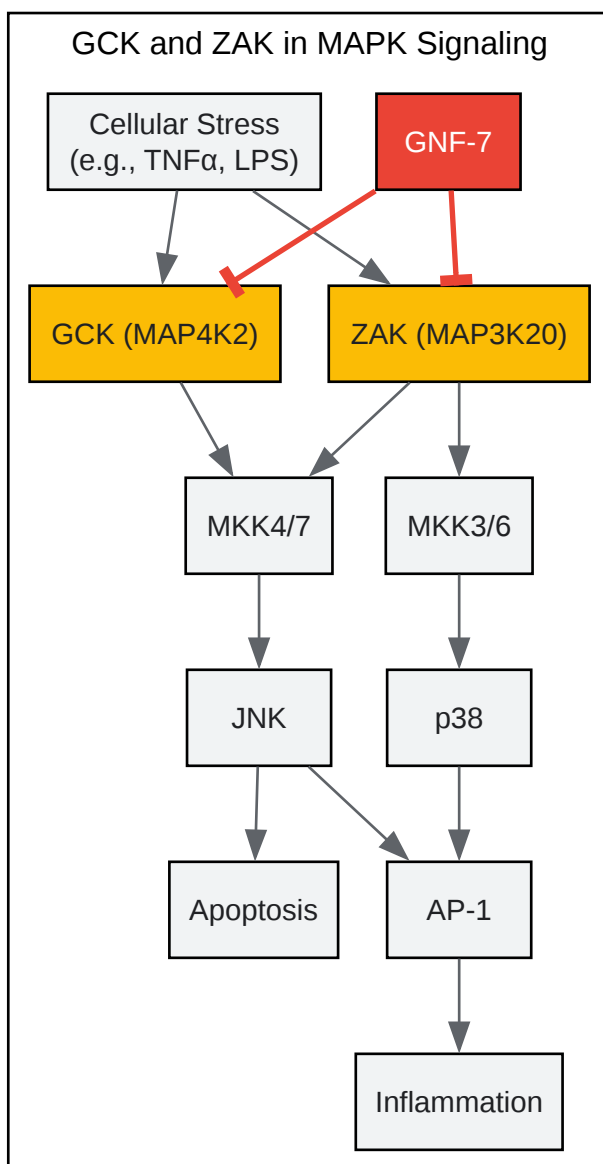 GCK and ZAK in MAPK Signaling
Cellular Stress
(e.g., TNFα, LPS)
GNF-7
GCK (MAP4K2)
ZAK (MAP3K20)
MKK4/7
MKK3/6
JNK
p38
Apoptosis
AP-1
Inflammation